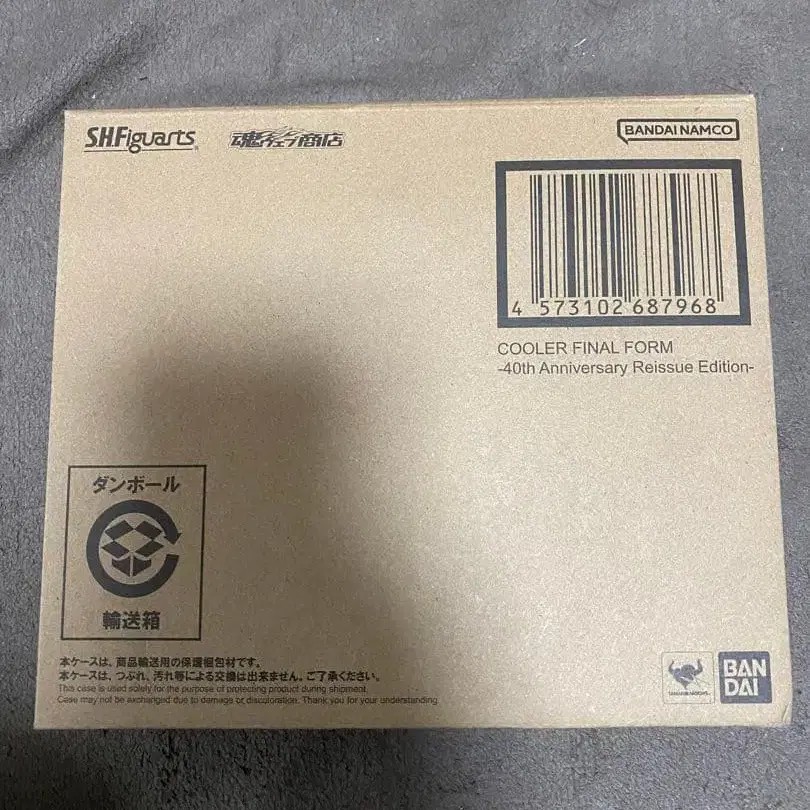 S.H.Figuarts
魂ウェブ商店
BANDAI NAMCO
4 573102 687968
COOLER FINAL FORM
-40th Anniversary Reissue Edition-
ダンボール
輸送箱
本ケースは、商品輸送用の保護梱包材です。
本ケースは、つぶれ、汚れ等による交換は出来ません。ご了承ください。
This case is used solely for the purpose of protecting product during shipment.
Case may not be exchanged due to damage or discoloration. Thank you for your understanding.
BAN
DAI